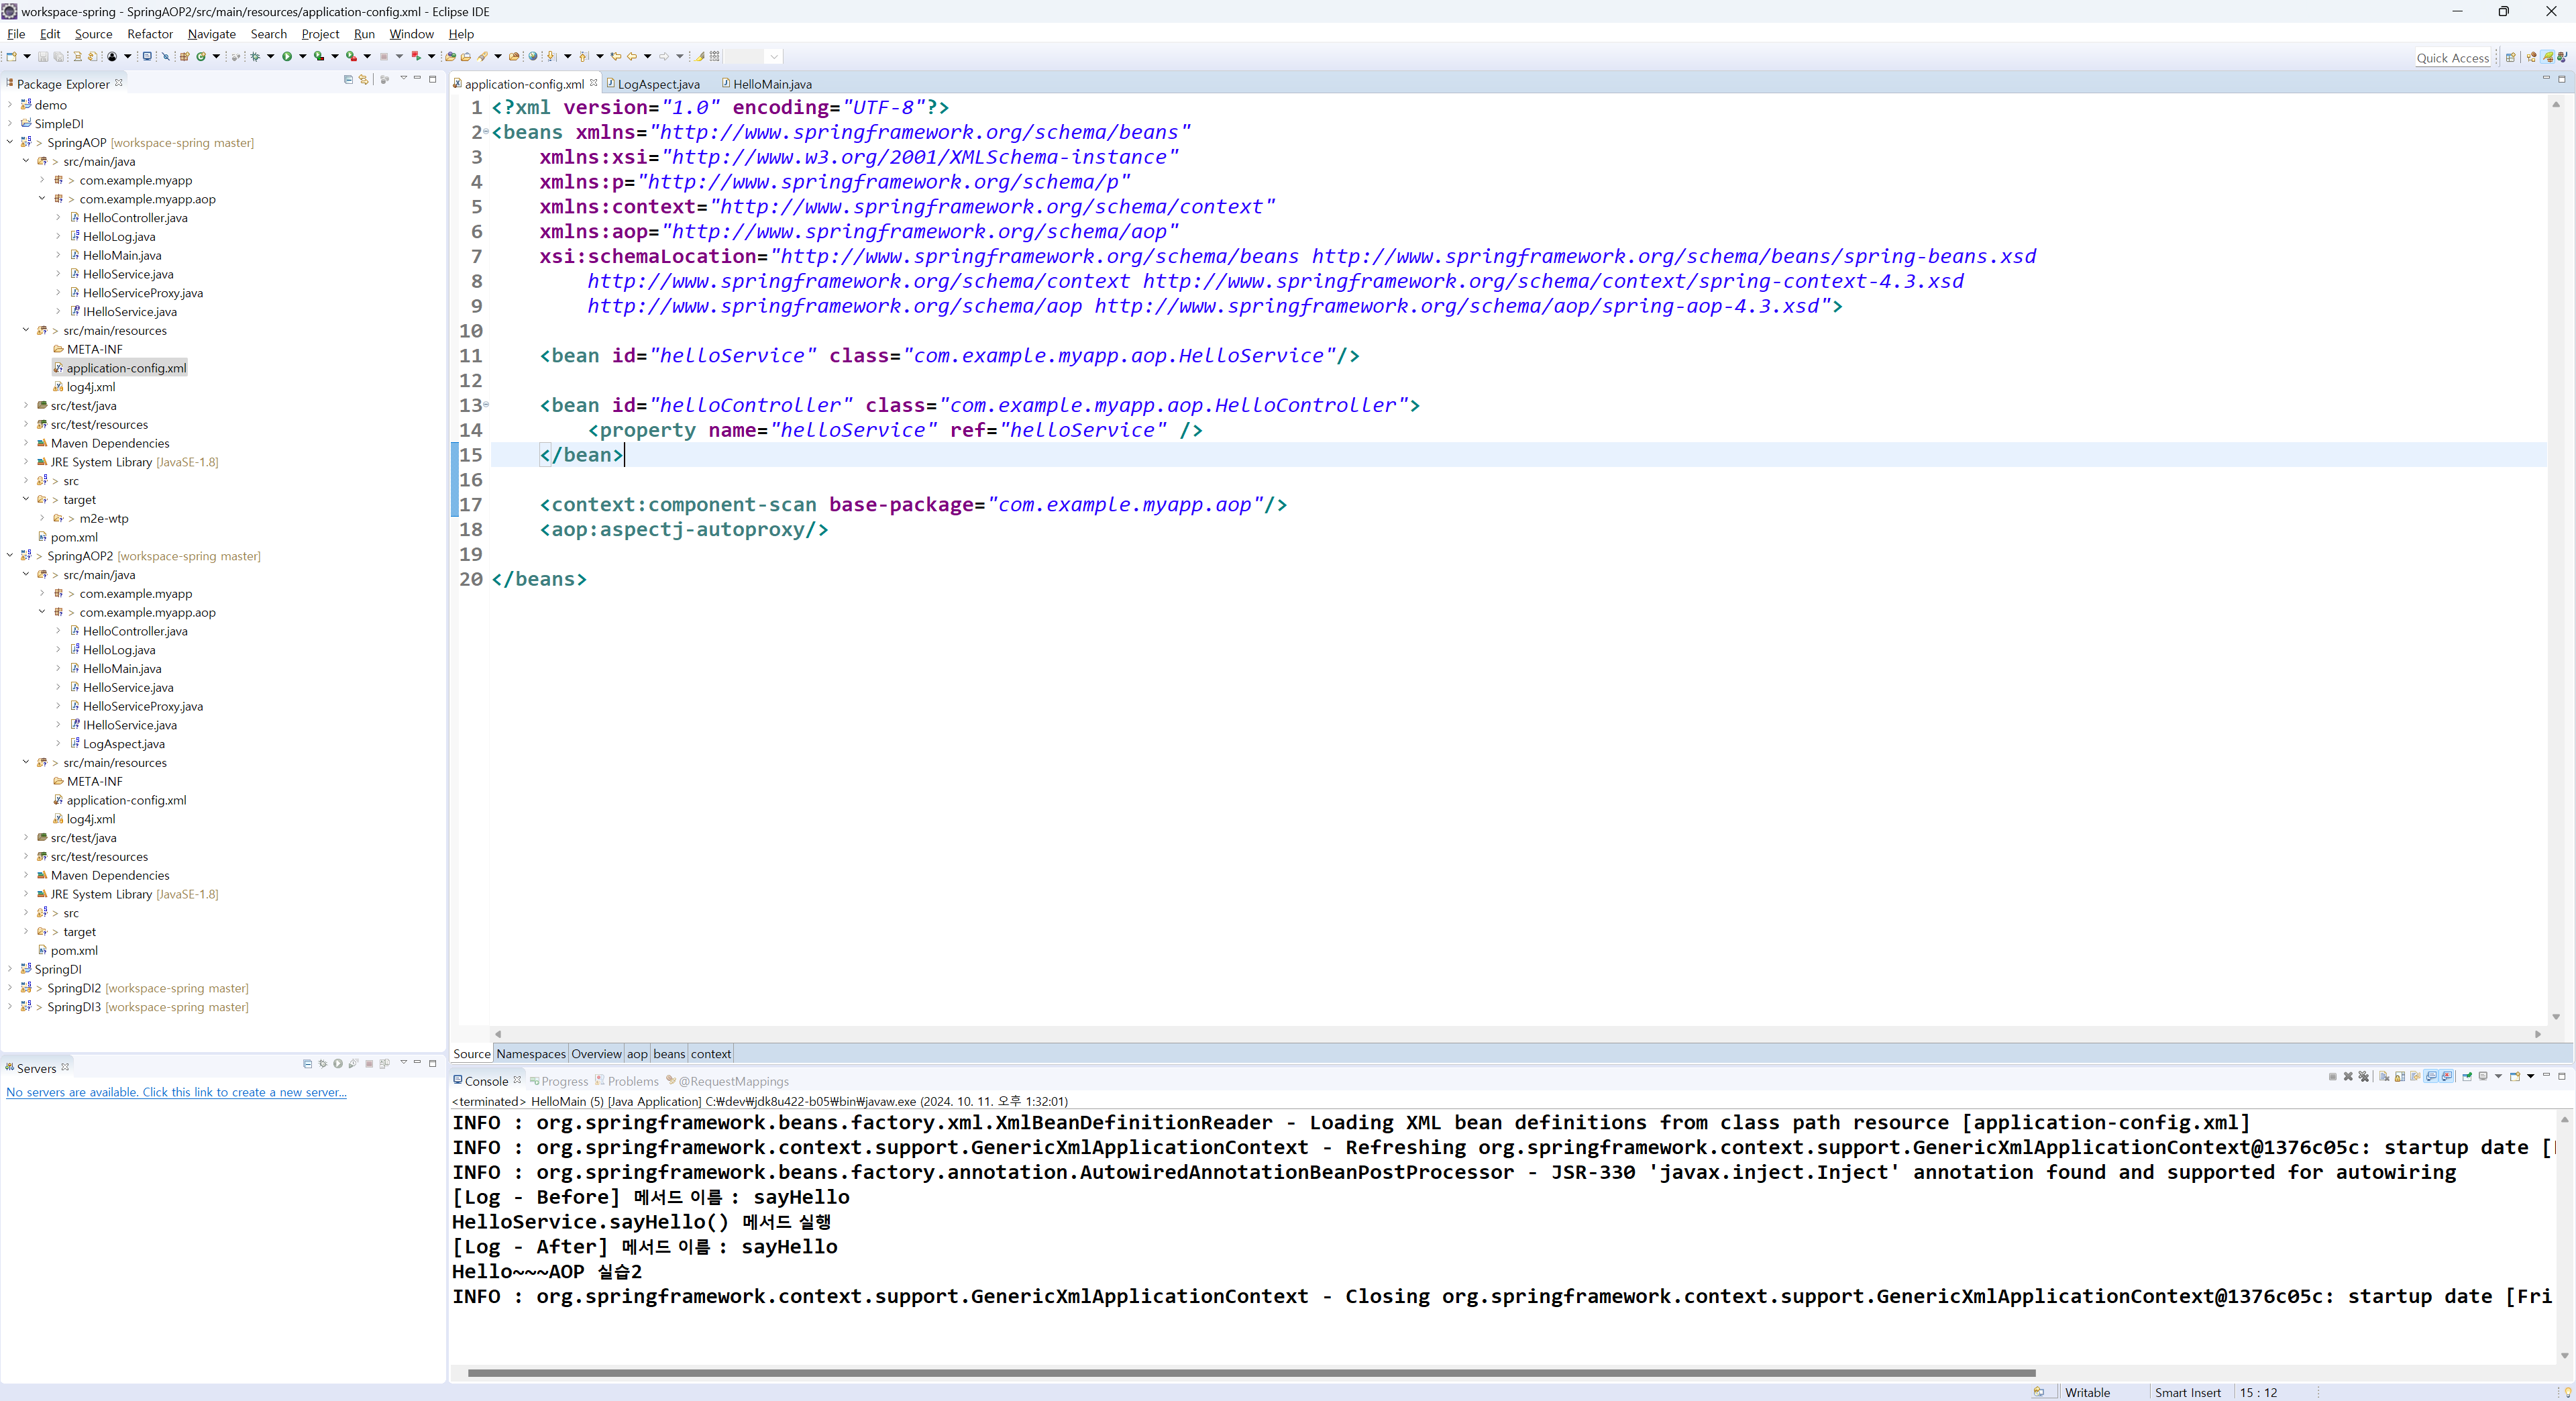 workspace-spring - SpringAOP2/src/main/resources/application-config.xml - Eclipse IDE
File Edit Source Refactor Navigate Search Project Run Window Help
Quick Access
Package Explorer
demo
SimpleDI
> SpringAOP [workspace-spring master]
> src/main/java
> com.example.myapp
> com.example.myapp.aop
HelloController.java
HelloLog.java
HelloMain.java
HelloService.java
HelloServiceProxy.java
IHelloService.java
> src/main/resources
META-INF
application-config.xml
log4j.xml
src/test/java
src/test/resources
Maven Dependencies
JRE System Library [JavaSE-1.8]
> src
> target
> m2e-wtp
pom.xml
> SpringAOP2 [workspace-spring master]
> src/main/java
> com.example.myapp
> com.example.myapp.aop
HelloController.java
HelloLog.java
HelloMain.java
HelloService.java
HelloServiceProxy.java
IHelloService.java
LogAspect.java
> src/main/resources
META-INF
application-config.xml
log4j.xml
src/test/java
src/test/resources
Maven Dependencies
JRE System Library [JavaSE-1.8]
> src
> target
pom.xml
SpringDI
> SpringDI2 [workspace-spring master]
> SpringDI3 [workspace-spring master]
Servers
No servers are available. Click this link to create a new server...
application-config.xml LogAspect.java HelloMain.java
1 <?xml version="1.0" encoding="UTF-8"?>
2 <beans xmlns="http://www.springframework.org/schema/beans"
3 xmlns:xsi="http://www.w3.org/2001/XMLSchema-instance"
4 xmlns:p="http://www.springframework.org/schema/p"
5 xmlns:context="http://www.springframework.org/schema/context"
6 xmlns:aop="http://www.springframework.org/schema/aop"
7 xsi:schemaLocation="http://www.springframework.org/schema/beans http://www.springframework.org/schema/beans/spring-beans.xsd
8 http://www.springframework.org/schema/context http://www.springframework.org/schema/context/spring-context-4.3.xsd
9 http://www.springframework.org/schema/aop http://www.springframework.org/schema/aop/spring-aop-4.3.xsd">
10
11 <bean id="helloService" class="com.example.myapp.aop.HelloService"/>
12
13 <bean id="helloController" class="com.example.myapp.aop.HelloController">
14 <property name="helloService" ref="helloService" />
15 </bean>
16
17 <context:component-scan base-package="com.example.myapp.aop"/>
18 <aop:aspectj-autoproxy/>
19
20 </beans>
Source Namespaces Overview aop beans context
Console Progress Problems @RequestMappings
<terminated> HelloMain (5) [Java Application] C:₩dev₩jdk8u422-b05₩bin₩javaw.exe (2024. 10. 11. 오후 1:32:01)
INFO : org.springframework.beans.factory.xml.XmlBeanDefinitionReader - Loading XML bean definitions from class path resource [application-config.xml]
INFO : org.springframework.context.support.GenericXmlApplicationContext - Refreshing org.springframework.context.support.GenericXmlApplicationContext@1376c05c: startup date [
INFO : org.springframework.beans.factory.annotation.AutowiredAnnotationBeanPostProcessor - JSR-330 'javax.inject.Inject' annotation found and supported for autowiring
[Log - Before] 메서드 이름 : sayHello
HelloService.sayHello() 메서드 실행
[Log - After] 메서드 이름 : sayHello
Hello~~~AOP 실습2
INFO : org.springframework.context.support.GenericXmlApplicationContext - Closing org.springframework.context.support.GenericXmlApplicationContext@1376c05c: startup date [Fri
Writable Smart Insert 15 : 12